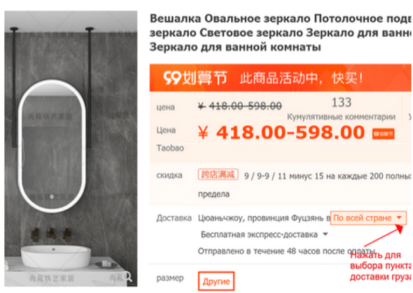 Вешалка Овальное зеркало Потолочное подв
зеркало Световое зеркало Зеркало для ванн
Зеркало для ванной комнаты
99划算节 此商品活动中，快买！
цена ¥ 418.00-598.00 133
Кумулятивные комментарии
Цена ¥ 418.00-598.00
Taobao
скидка 跨店满减 9 / 9-9 / 11 минус 15 на каждые 200 полны
предела
Доставка Цюаньчжоу, провинция Фуцзянь в По всей стране
Бесплатная экспресс-доставка
Отправлено в течение 48 часов после оплаты
Нажать для
выбора пункта
доставки груза
размер Другие